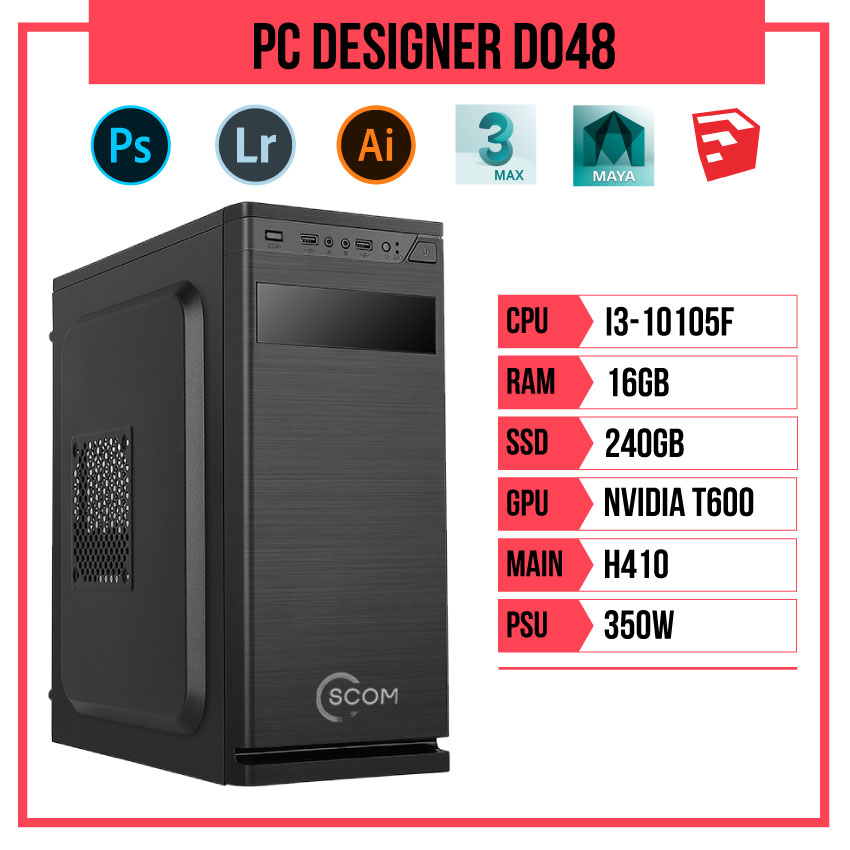 PC DESIGNER D048
Ps
Lr
Ai
3
MAX
MAYA
CPU I3-10105F
RAM 16GB
SSD 240GB
GPU NVIDIA T600
MAIN H410
PSU 350W
SCOM